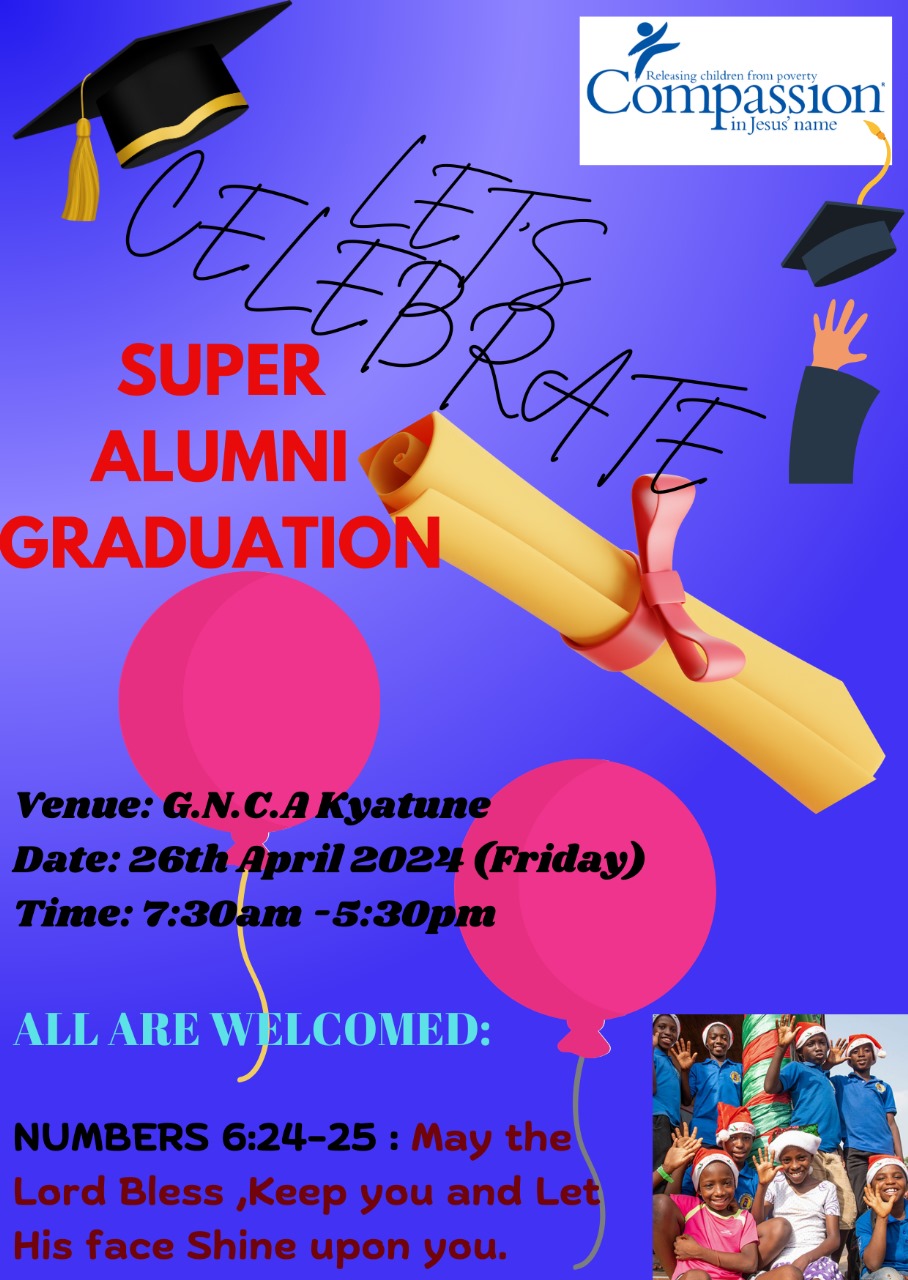 Releasing children from poverty
Compassion®
in Jesus' name
LET'S
CELEBRATE
SUPER
ALUMNI
GRADUATION
Venue: G.N.C.A Kyatune
Date: 26th April 2024 (Friday)
Time: 7:30am -5:30pm
ALL ARE WELCOMED:
NUMBERS 6:24-25 : May the
Lord Bless ,Keep you and Let
His face Shine upon you.